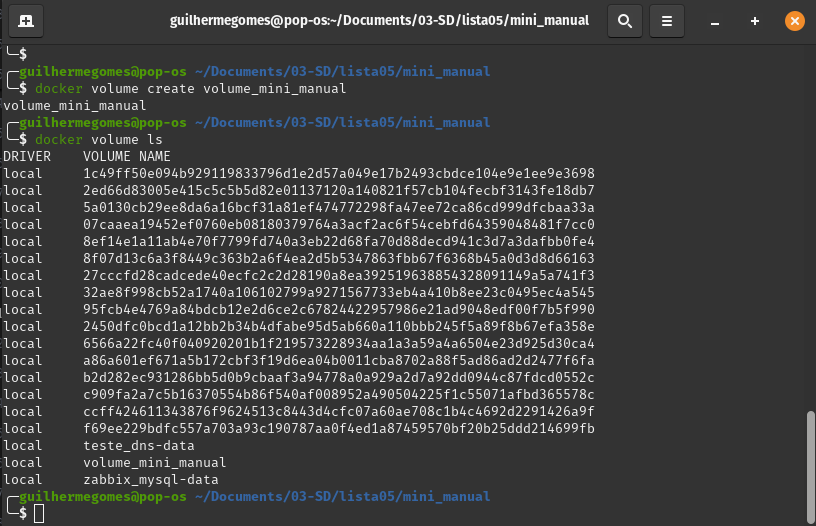 guilhermegomes@pop-os:~/Documents/03-SD/lista05/mini_manual
$
guilhermegomes@pop-os ~/Documents/03-SD/lista05/mini_manual
$ docker volume create volume_mini_manual
volume_mini_manual
guilhermegomes@pop-os ~/Documents/03-SD/lista05/mini_manual
$ docker volume ls
DRIVER    VOLUME NAME
local     1c49ff50e094b929119833796d1e2d57a049e17b2493cbdce104e9e1ee9e3698
local     2ed66d83005e415c5c5b5d82e01137120a140821f57cb104fecbf3143fe18db7
local     5a0130cb29ee8da6a16bcf31a81ef474772298fa47ee72ca86cd999dfcbaa33a
local     07caaea19452ef0760eb08180379764a3acf2ac6f54cebfd64359048481f7cc0
local     8ef14e1a11ab4e70f7799fd740a3eb22d68fa70d88decd941c3d7a3dafbb0fe4
local     8f07d13c6a3f8449c363b2a6f4ea2d5b5347863fbb67f6368b45a0d3d8d66163
local     27cccfd28cadcede40ecfc2c2d28190a8ea392519638854328091149a5a741f3
local     32ae8f998cb52a1740a106102799a9271567733eb4a410b8ee23c0495ec4a545
local     95fcb4e4769a84bdcb12e2d6ce2c67824422957986e21ad9048edf00f7b5f990
local     2450dfc0bcd1a12bb2b34b4dfabe95d5ab660a110bbb245f5a89f8b67efa358e
local     6566a22fc40f040920201b1f219573228934aa1a3a59a4a6504e23d925d30ca4
local     a86a601ef671a5b172cbf3f19d6ea04b0011cba8702a88f5ad86ad2d2477f6fa
local     b2d282ec931286bb5d0b9cbaaf3a94778a0a929a2d7a92dd0944c87fdcd0552c
local     c909fa2a7c5b16370554b86f540af008952a490504225f1c55071afbd365578c
local     ccff424611343876f9624513c8443d4cfc07a60ae708c1b4c4692d2291426a9f
local     f69ee229bdfc557a703a93c190787aa0f4ed1a87459570bf20b25ddd214699fb
local     teste_dns-data
local     volume_mini_manual
local     zabbix_mysql-data
guilhermegomes@pop-os ~/Documents/03-SD/lista05/mini_manual
$